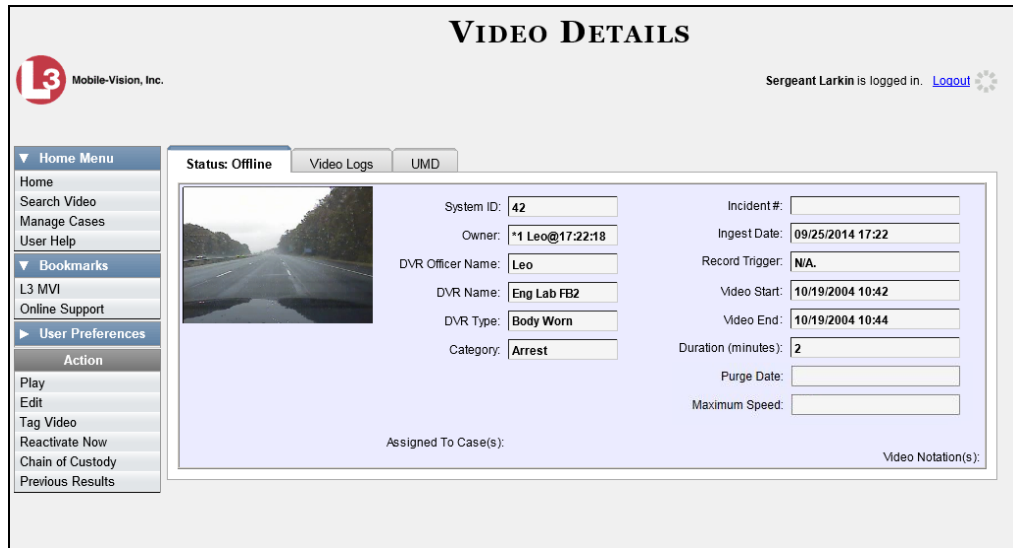 VIDEO DETAILS
L3 Mobile-Vision, Inc.
Sergeant Larkin is logged in. Logout
▼ Home Menu
Home
Search Video
Manage Cases
User Help
▼ Bookmarks
L3 MVI
Online Support
► User Preferences
Action
Play
Edit
Tag Video
Reactivate Now
Chain of Custody
Previous Results
Status: Offline
Video Logs
UMD
System ID: 42
Owner: *1 Leo@17:22:18
DVR Officer Name: Leo
DVR Name: Eng Lab FB2
DVR Type: Body Worn
Category: Arrest
Incident #:
Ingest Date: 09/25/2014 17:22
Record Trigger: N/A.
Video Start: 10/19/2004 10:42
Video End: 10/19/2004 10:44
Duration (minutes): 2
Purge Date:
Maximum Speed:
Assigned To Case(s):
Video Notation(s):